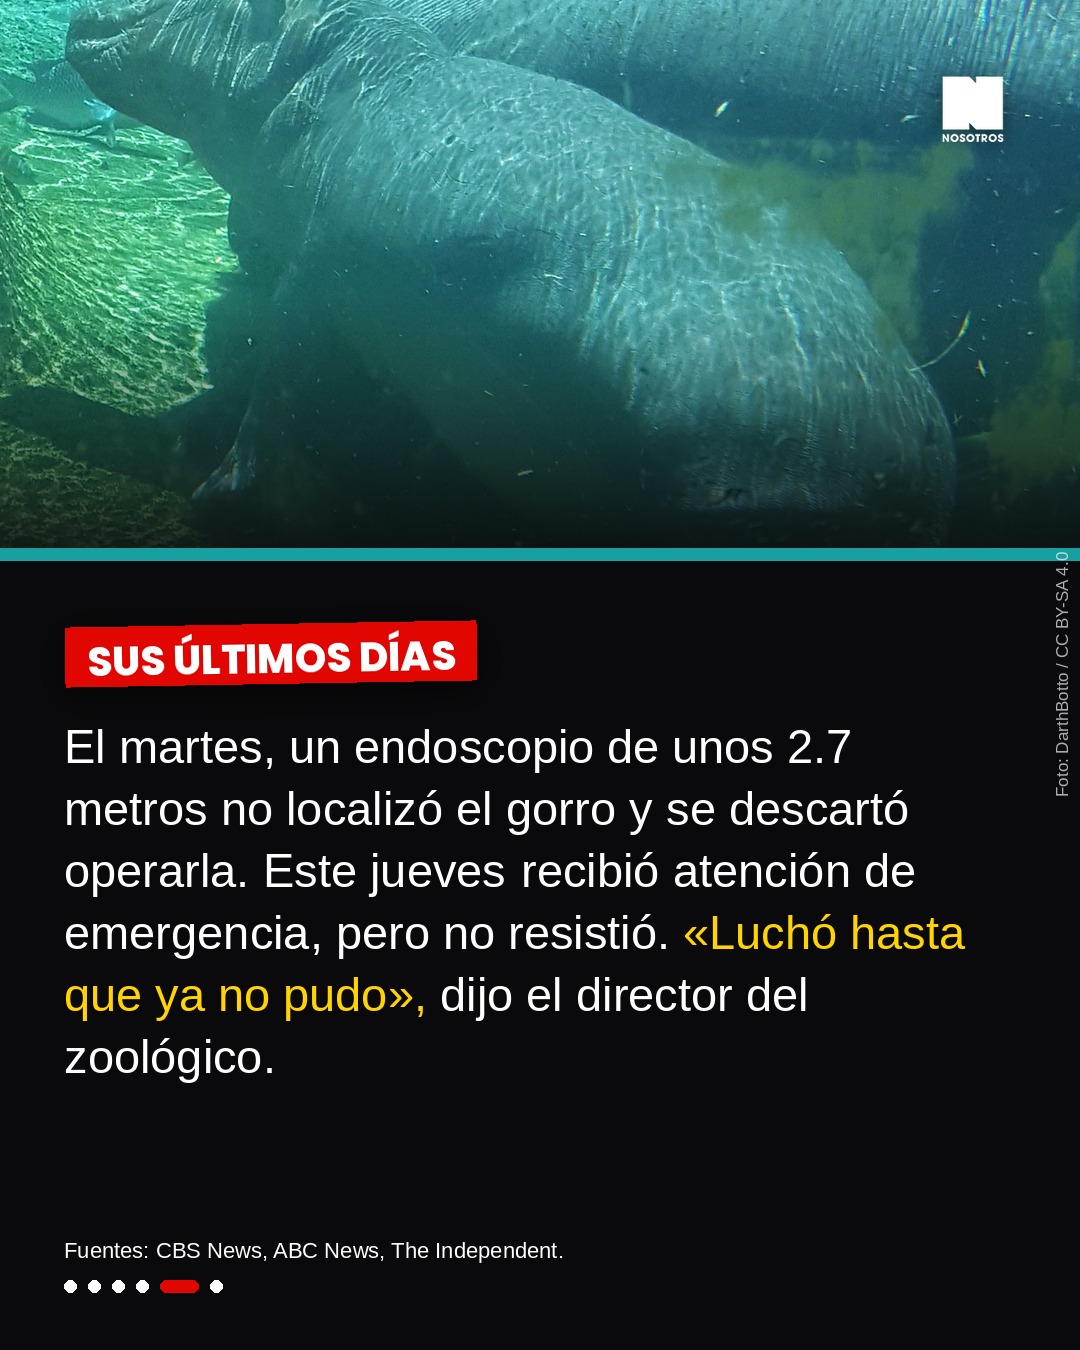 NOSOTROS
Foto: DarthBotto / CC BY-SA 4.0
SUS ÚLTIMOS DÍAS
El martes, un endoscopio de unos 2.7
metros no localizó el gorro y se descartó
operarla. Este jueves recibió atención de
emergencia, pero no resistió. «Luchó hasta
que ya no pudo», dijo el director del
zoológico.
Fuentes: CBS News, ABC News, The Independent.